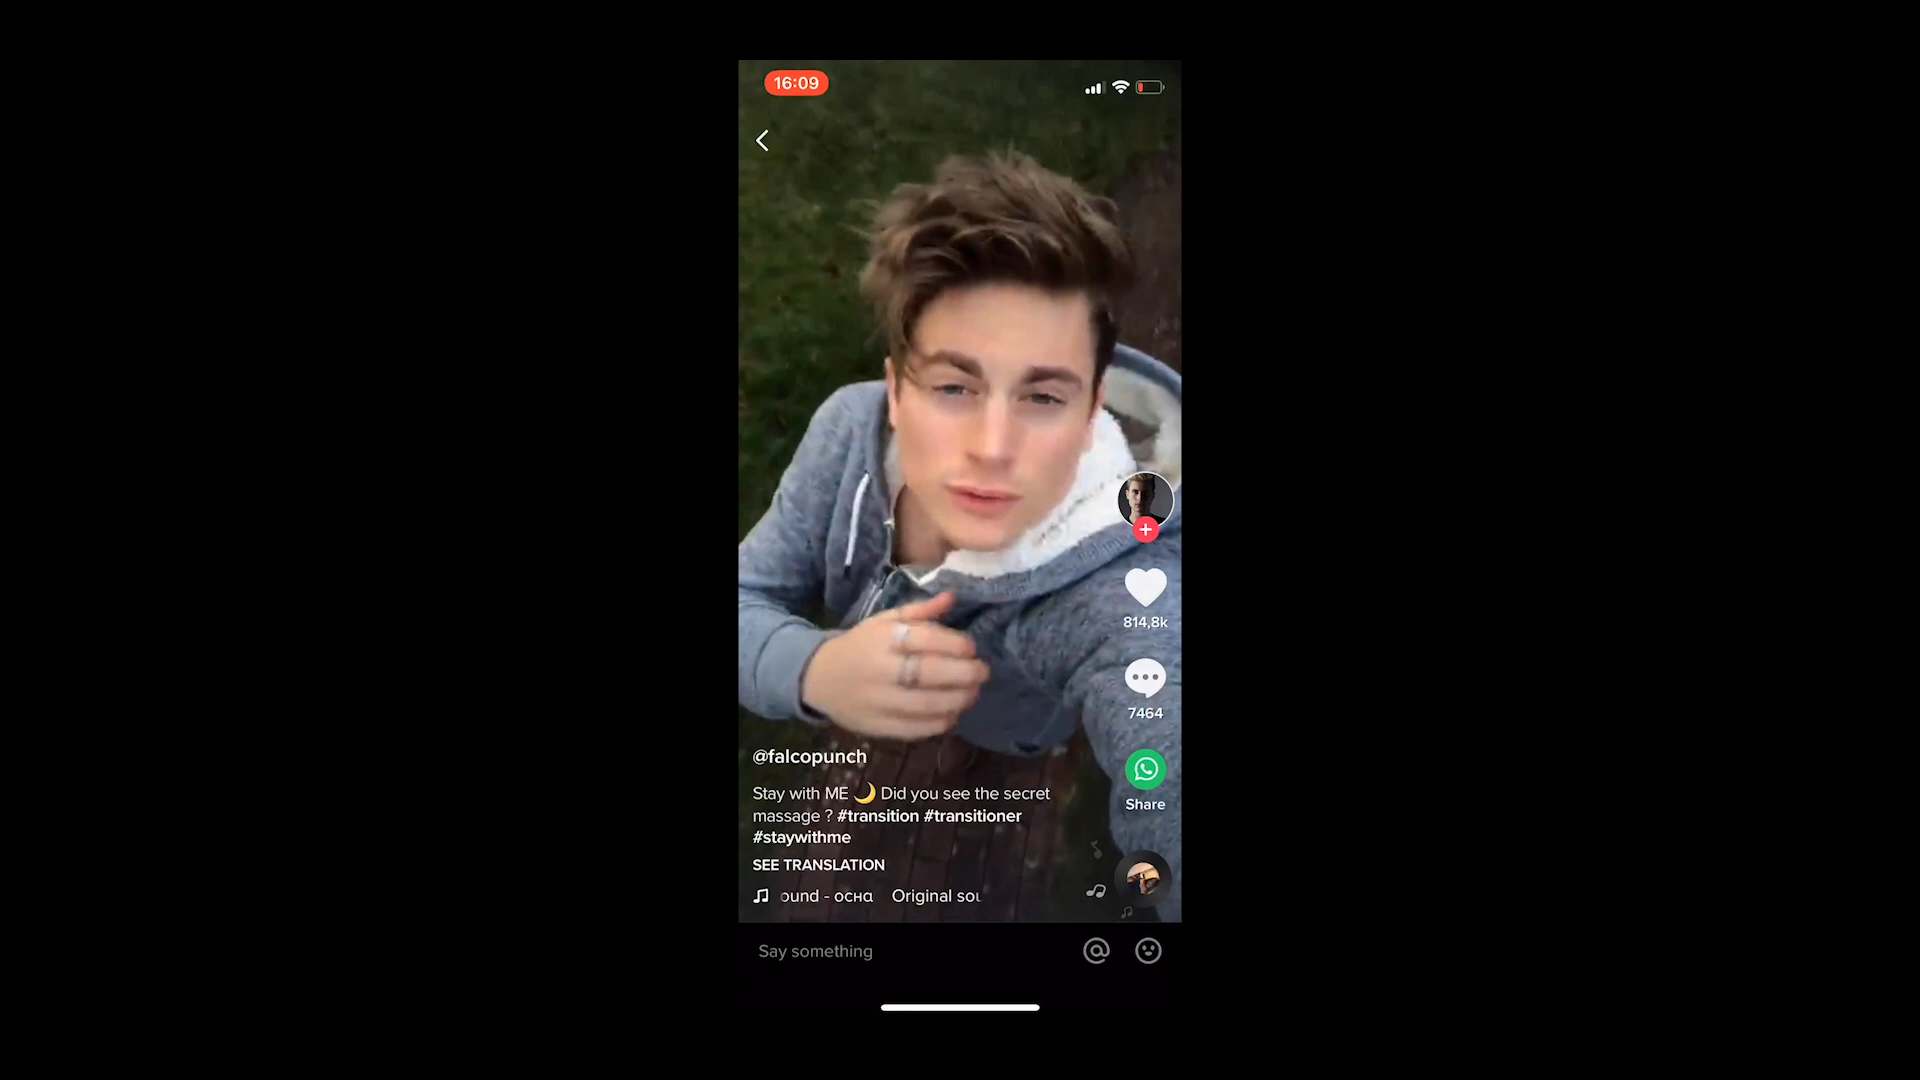 16:09
814,8k
7464
Share
@falcopunch
Stay with ME 🌙 Did you see the secret
massage ? #transition #transitioner
#staywithme
SEE TRANSLATION
ound - осна Original sou
Say something